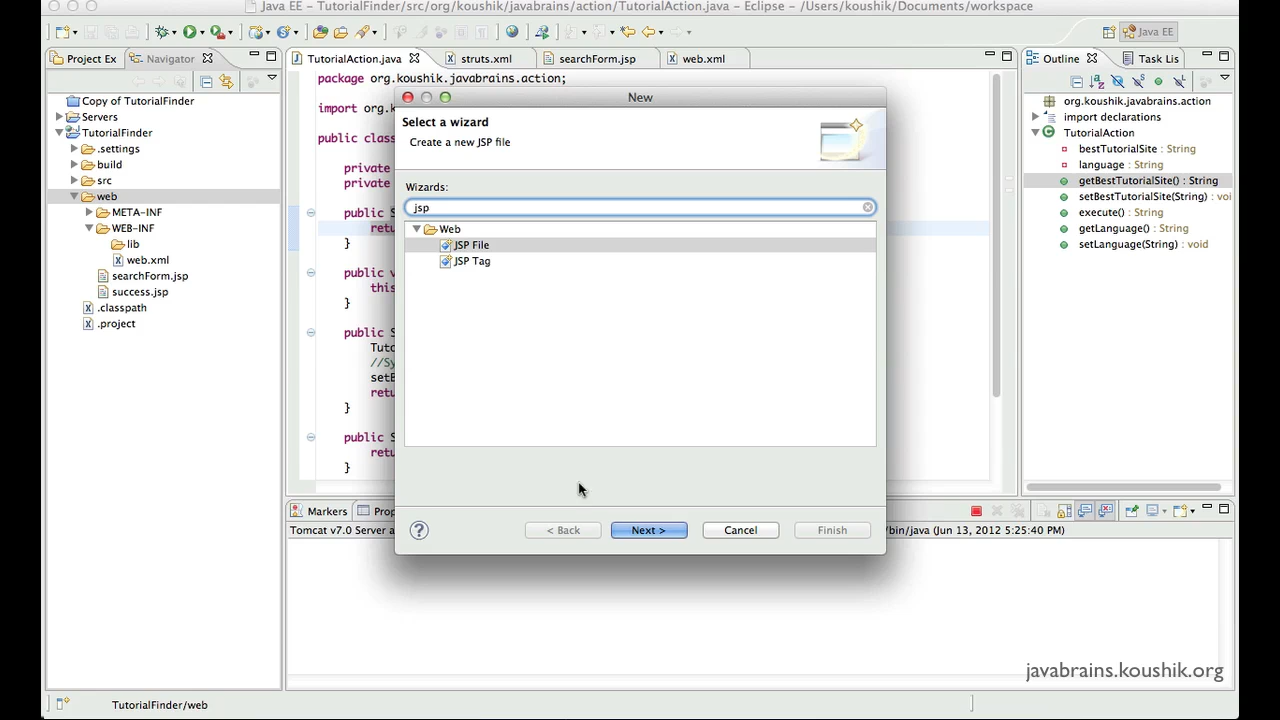 Java EE - TutorialFinder/src/org/koushik/javabrains/action/TutorialAction.java - Eclipse - /Users/koushik/Documents/workspace
Java EE
Project Ex
Navigator
Copy of TutorialFinder
Servers
TutorialFinder
.settings
build
src
web
META-INF
WEB-INF
lib
web.xml
searchForm.jsp
success.jsp
.classpath
.project
TutorialAction.java
struts.xml
searchForm.jsp
web.xml
package org.koushik.javabrains.action;
import org.k
public class
private
private
public S
retu
}
public v
this
}
public S
Tuto
//Sy
setB
retu
}
public S
retu
}
New
Select a wizard
Create a new JSP file
Wizards:
jsp
Web
JSP File
JSP Tag
?
< Back
Next >
Cancel
Finish
Outline
Task Lis
org.koushik.javabrains.action
import declarations
TutorialAction
bestTutorialSite : String
language : String
getBestTutorialSite() : String
setBestTutorialSite(String) : voi
execute() : String
getLanguage() : String
setLanguage(String) : void
Markers
Prop
Tomcat v7.0 Server a
/bin/java (Jun 13, 2012 5:25:40 PM)
javabrains.koushik.org
TutorialFinder/web